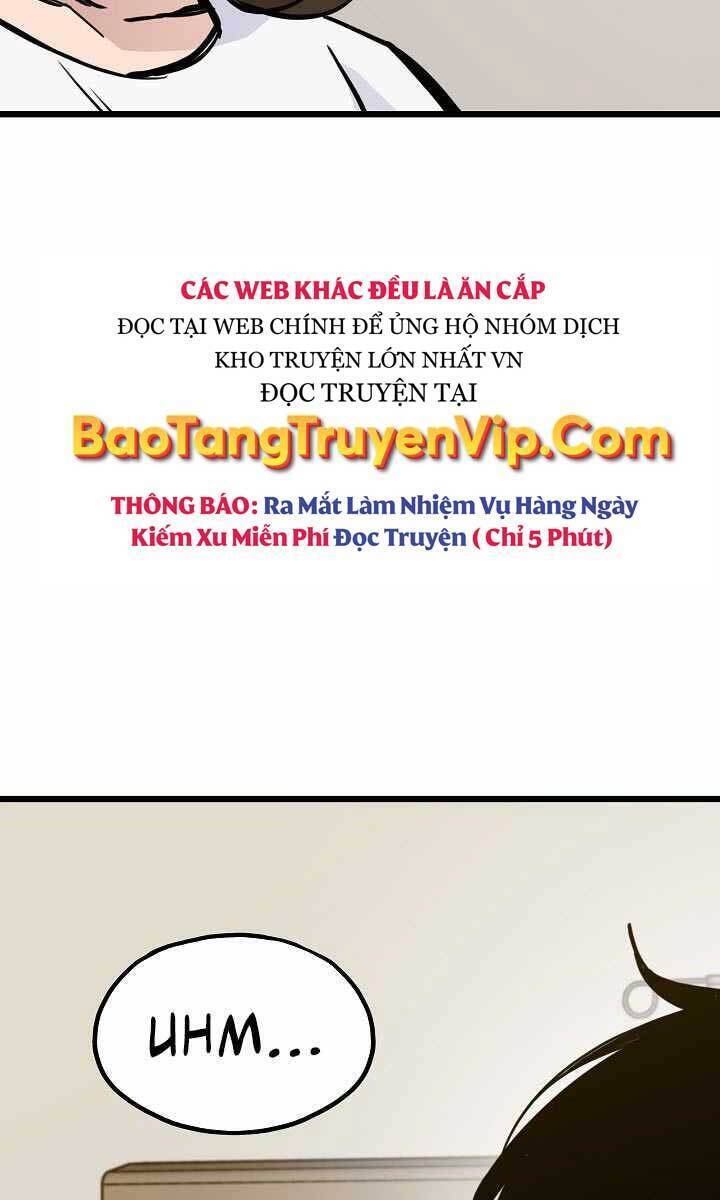 CÁC WEB KHÁC ĐỀU LÀ ĂN CẮP
ĐỌC TẠI WEB CHÍNH ĐỂ ỦNG HỘ NHÓM DỊCH
KHO TRUYỆN LỚN NHẤT VN
ĐỌC TRUYỆN TẠI
BaoTangTruyenVip.Com
THÔNG BÁO: Ra Mắt Làm Nhiệm Vụ Hàng Ngày
Kiếm Xu Miễn Phí Đọc Truyện ( Chỉ 5 Phút)
UHM...